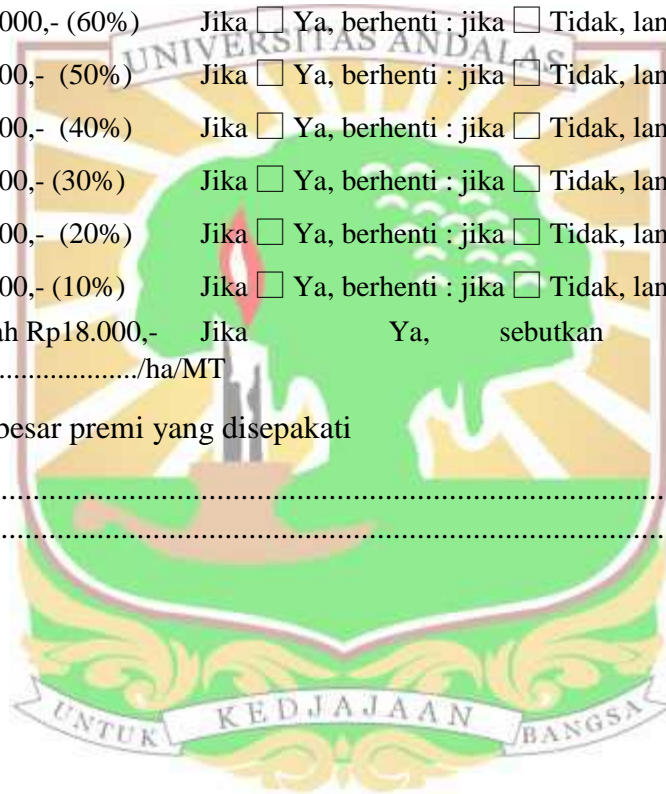 000,- (60%) Jika □ Ya, berhenti : jika □ Tidak, lan
UNIVERSITAS ANDALAS
00,- (50%) Jika □ Ya, berhenti : jika □ Tidak, lan
00,- (40%) Jika □ Ya, berhenti : jika □ Tidak, lan
00,- (30%) Jika □ Ya, berhenti : jika □ Tidak, lan
00,- (20%) Jika □ Ya, berhenti : jika □ Tidak, lan
00,- (10%) Jika □ Ya, berhenti : jika □ Tidak, lan
ah Rp18.000,- Jika Ya, sebutkan
...................../ha/MT
besar premi yang disepakati
..........................................................................................
..........................................................................................
UNTUK KEDJAJAAN BANGSA